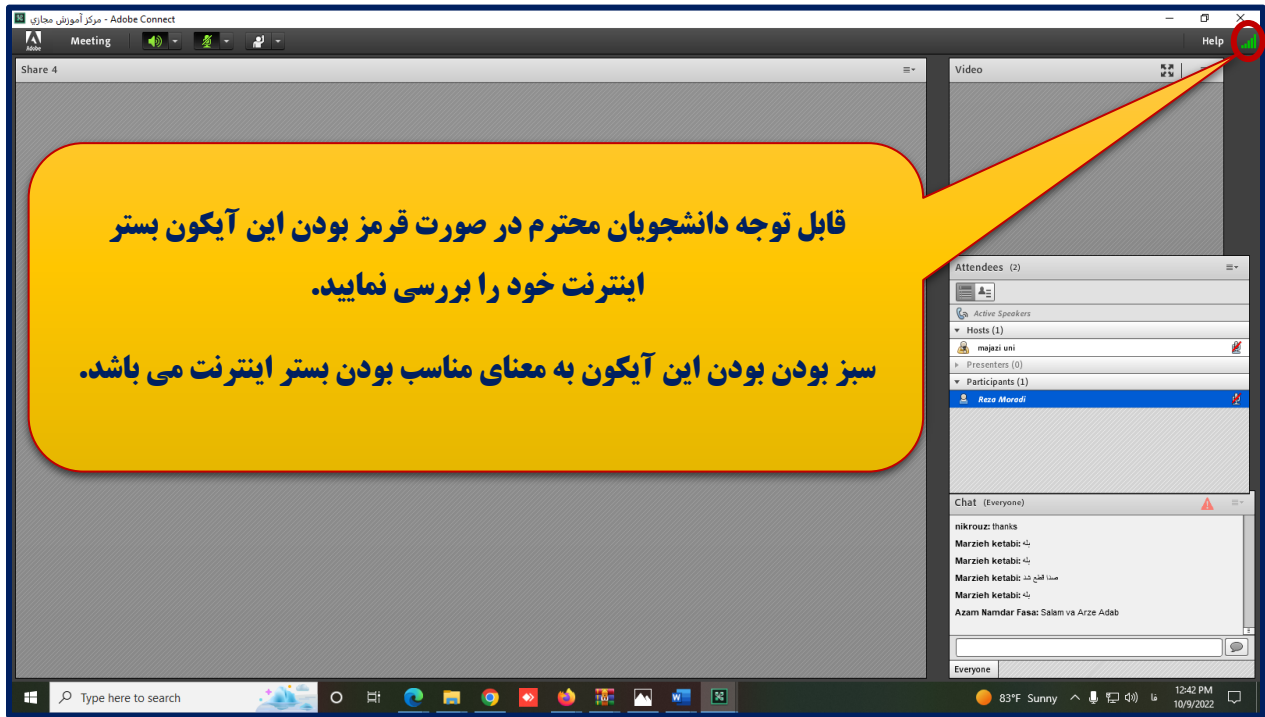 مرکز آموزش مجازي - Adobe Connect
Adobe
Meeting
Help
Share 4
Video
قابل توجه دانشجویان محترم در صورت قرمز بودن این آیکون بستر
اینترنت خود را بررسی نمایید.
سبز بودن بودن این آیکون به معنای مناسب بودن بستر اینترنت می باشد.
Attendees (2)
Active Speakers
Hosts (1)
majazi uni
Presenters (0)
Participants (1)
Reza Moradi
Chat (Everyone)
nikrouz: thanks
Marzieh ketabi: بله
Marzieh ketabi: بله
Marzieh ketabi: صدا قطع شد
Marzieh ketabi: بله
Azam Namdar Fasa: Salam va Arze Adab
Everyone
Type here to search
83°F Sunny
فا
12:42 PM
10/9/2022